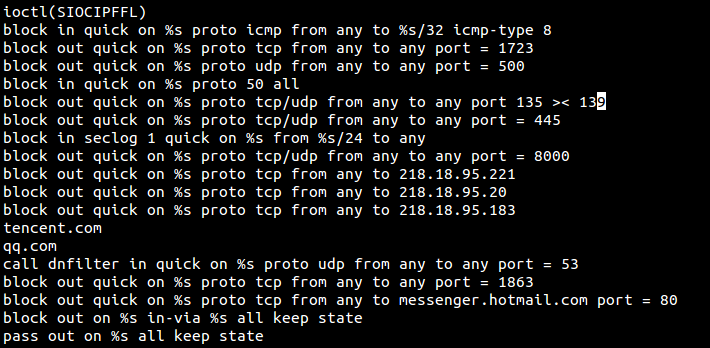 ioctl(SIOCIPFFL)
block in quick on %s proto icmp from any to %s/32 icmp-type 8
block out quick on %s proto tcp from any to any port = 1723
block out quick on %s proto udp from any to any port = 500
block in quick on %s proto 50 all
block out quick on %s proto tcp/udp from any to any port 135 >< 139
block out quick on %s proto tcp/udp from any to any port = 445
block in seclog 1 quick on %s from %s/24 to any
block out quick on %s proto tcp/udp from any to any port = 8000
block out quick on %s proto tcp from any to 218.18.95.221
block out quick on %s proto tcp from any to 218.18.95.20
block out quick on %s proto tcp from any to 218.18.95.183
tencent.com
qq.com
call dnfilter in quick on %s proto udp from any to any port = 53
block out quick on %s proto tcp from any to any port = 1863
block out quick on %s proto tcp from any to messenger.hotmail.com port = 80
block out on %s in-via %s all keep state
pass out on %s all keep state